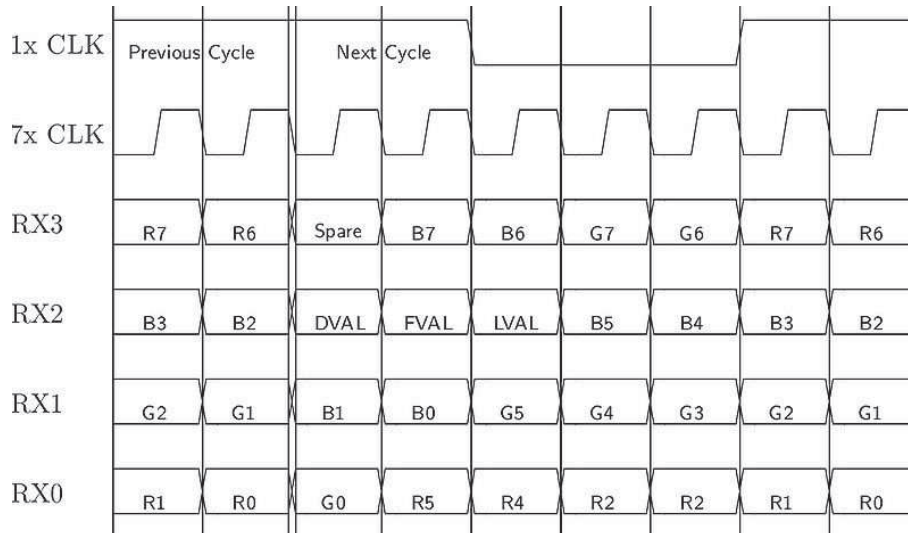 1x CLK Previous Cycle Next Cycle
7x CLK
RX3 R7 R6 Spare B7 B6 G7 G6 R7 R6
RX2 B3 B2 DVAL FVAL LVAL B5 B4 B3 B2
RX1 G2 G1 B1 B0 G5 G4 G3 G2 G1
RX0 R1 R0 G0 R5 R4 R2 R2 R1 R0